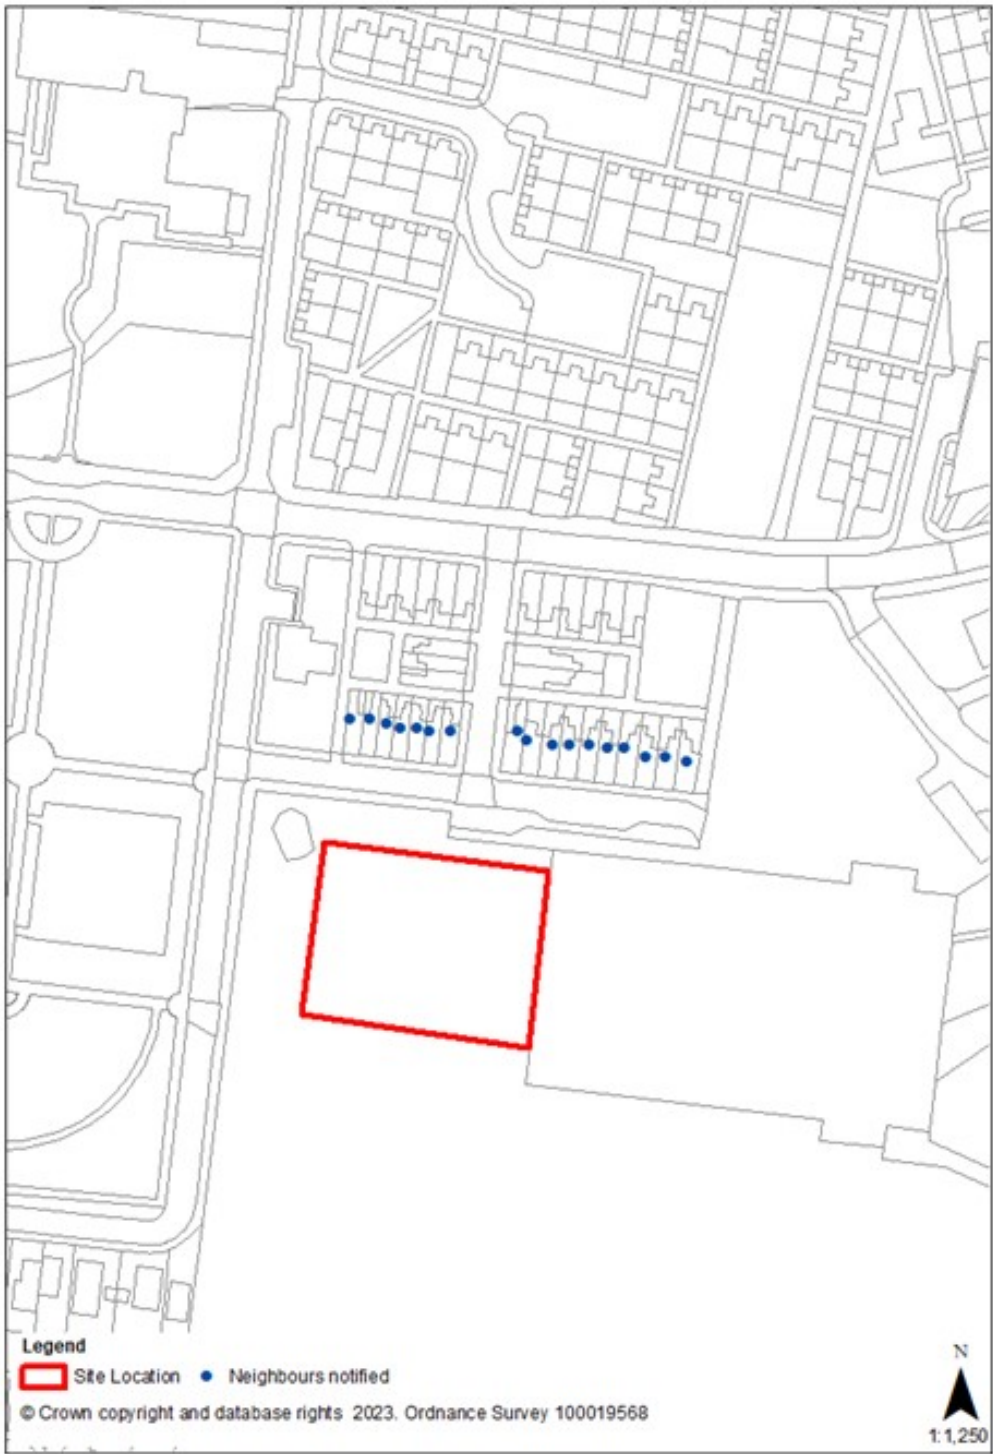 Legend
Site Location
Neighbours notified
© Crown copyright and database rights 2023. Ordnance Survey 100019568
N
1:1,250